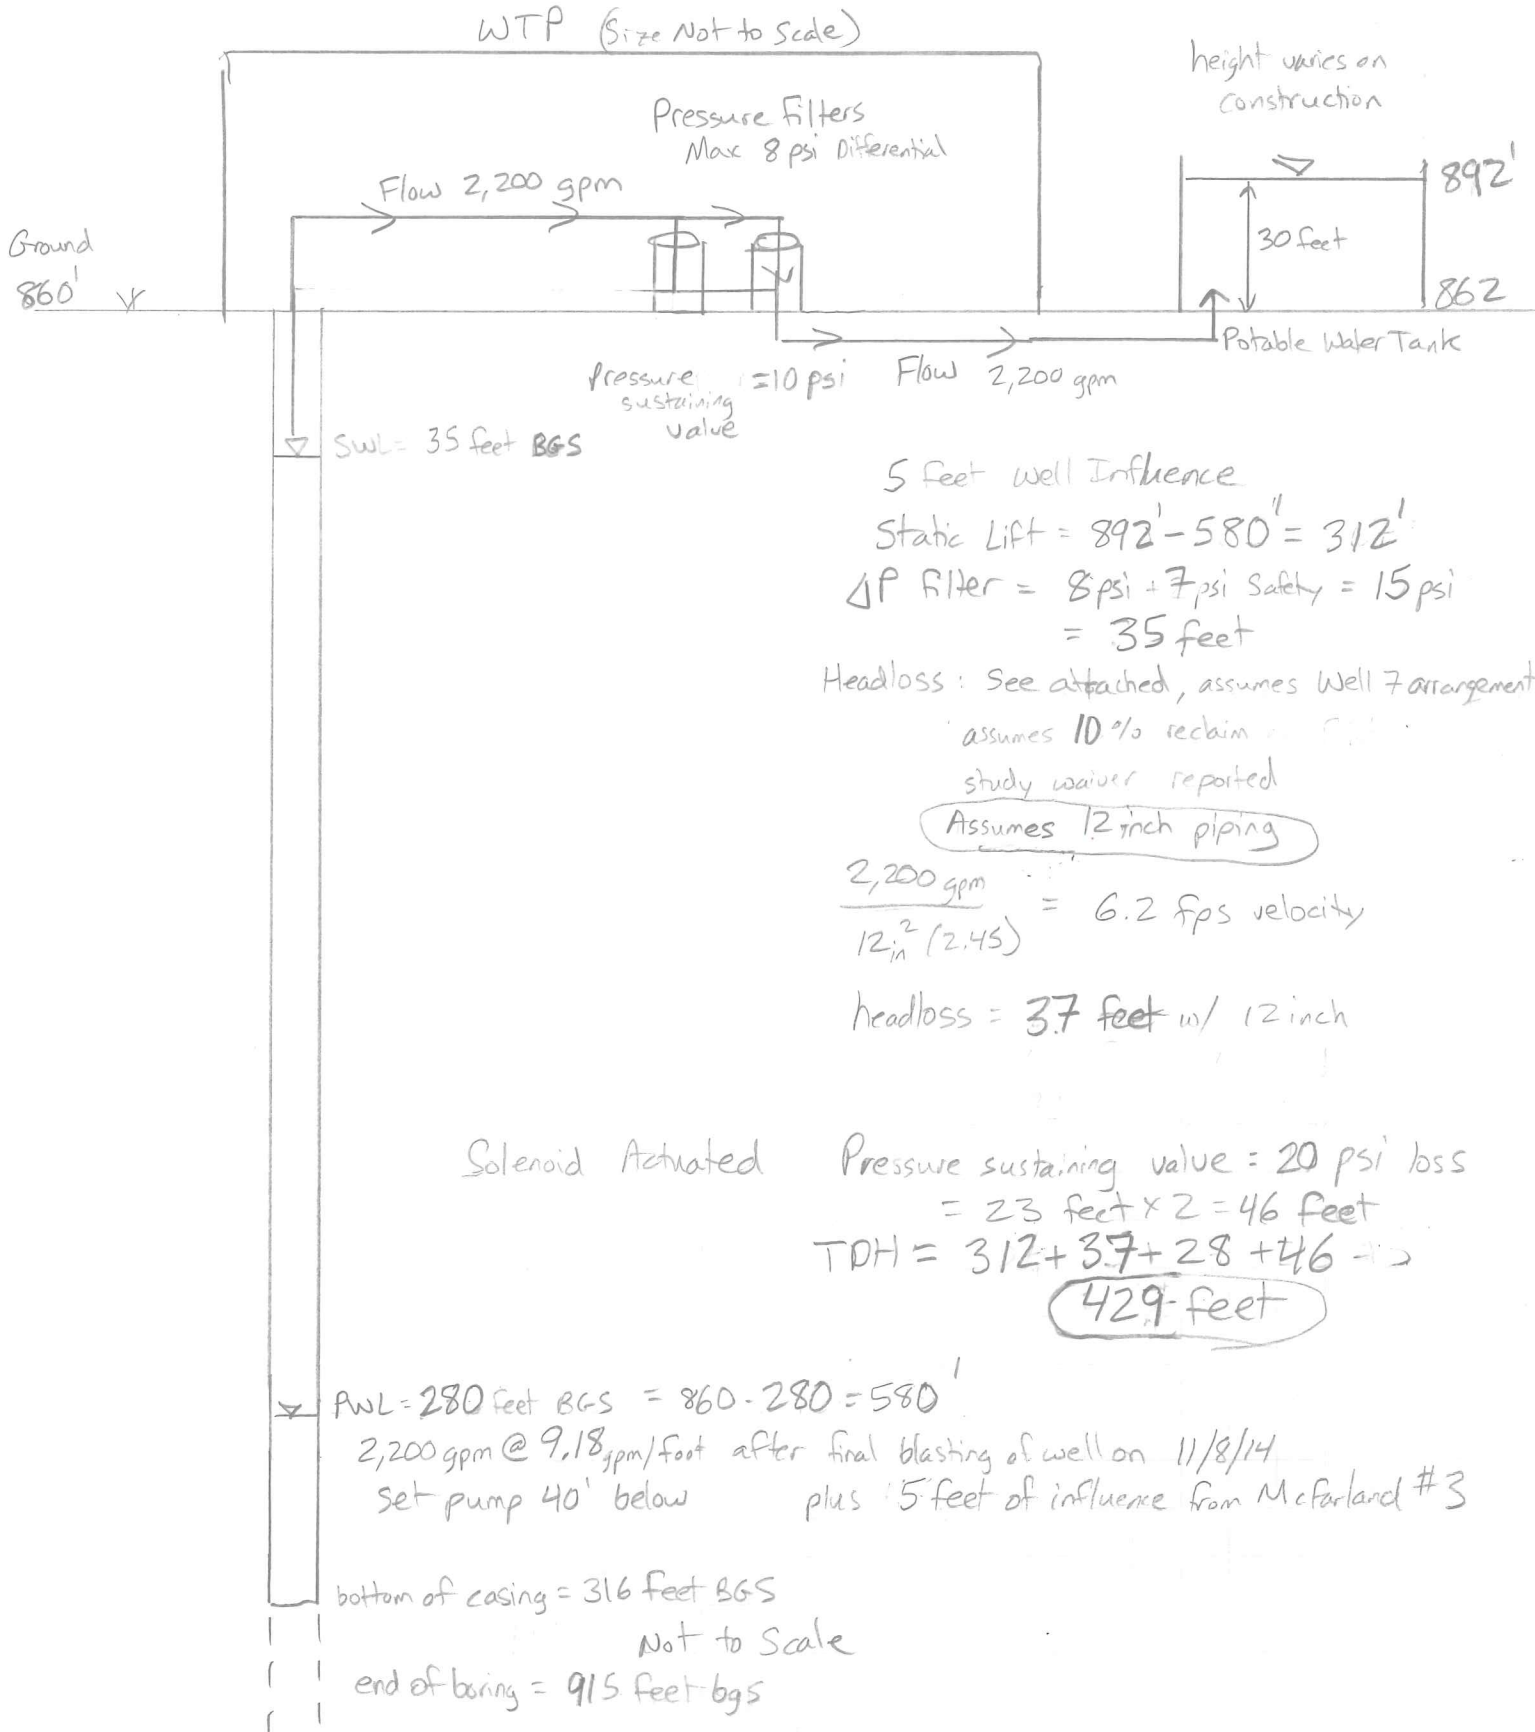 WTP (Size Not to Scale)
height varies on
construction
Pressure Filters
Max 8 psi Differential
Flow 2,200 gpm
892'
30 feet
862
Ground
860'
Potable Water Tank
Pressure = 10 psi
sustaining
value
Flow 2,200 gpm
SWL = 35 feet BGS
5 feet well Influence
Static Lift = 892' - 580' = 312'
ΔP filter = 8 psi + 7 psi Safety = 15 psi
= 35 feet
Headloss: See attached, assumes Well 7 arrangement
assumes 10% reclaim
study waiver reported
Assumes 12 inch piping
2,200 gpm
= 6.2 fps velocity
12 in² (2.45)
headloss = 37 feet w/ 12 inch
Solenoid Actuated Pressure sustaining value = 20 psi loss
= 23 feet x 2 = 46 feet
TDH = 312 + 37 + 28 + 46
429 feet
PWL = 280 feet BGS = 860 - 280 = 580'
2,200 gpm @ 9.18 gpm/foot after final blasting of well on 11/8/14
set pump 40' below plus 5 feet of influence from McFarland #3
bottom of casing = 316 feet BGS
Not to Scale
end of boring = 915 feet bgs